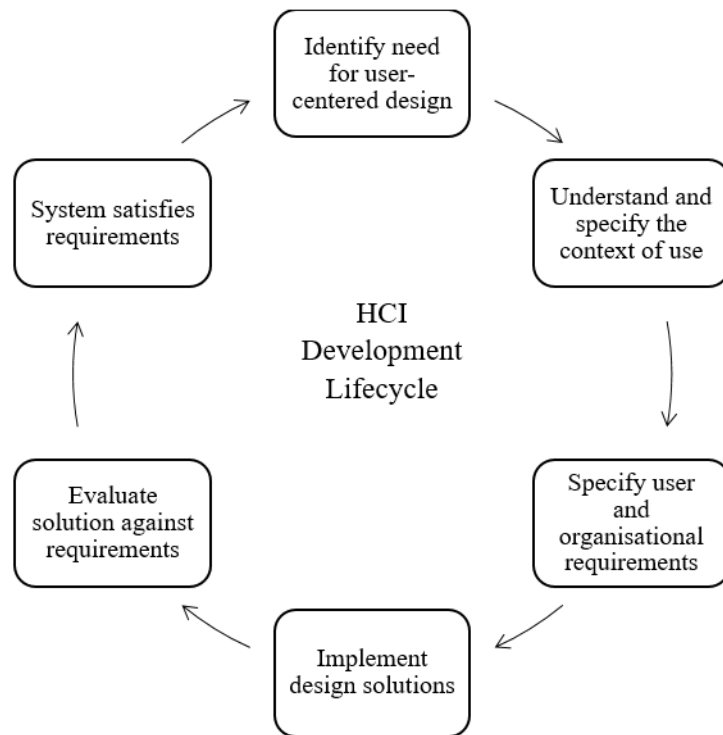 Identify need
for user-
centered design
Understand and
specify the
context of use
Specify user
and
organisational
requirements
Implement
design solutions
Evaluate
solution against
requirements
System satisfies
requirements
HCI
Development
Lifecycle